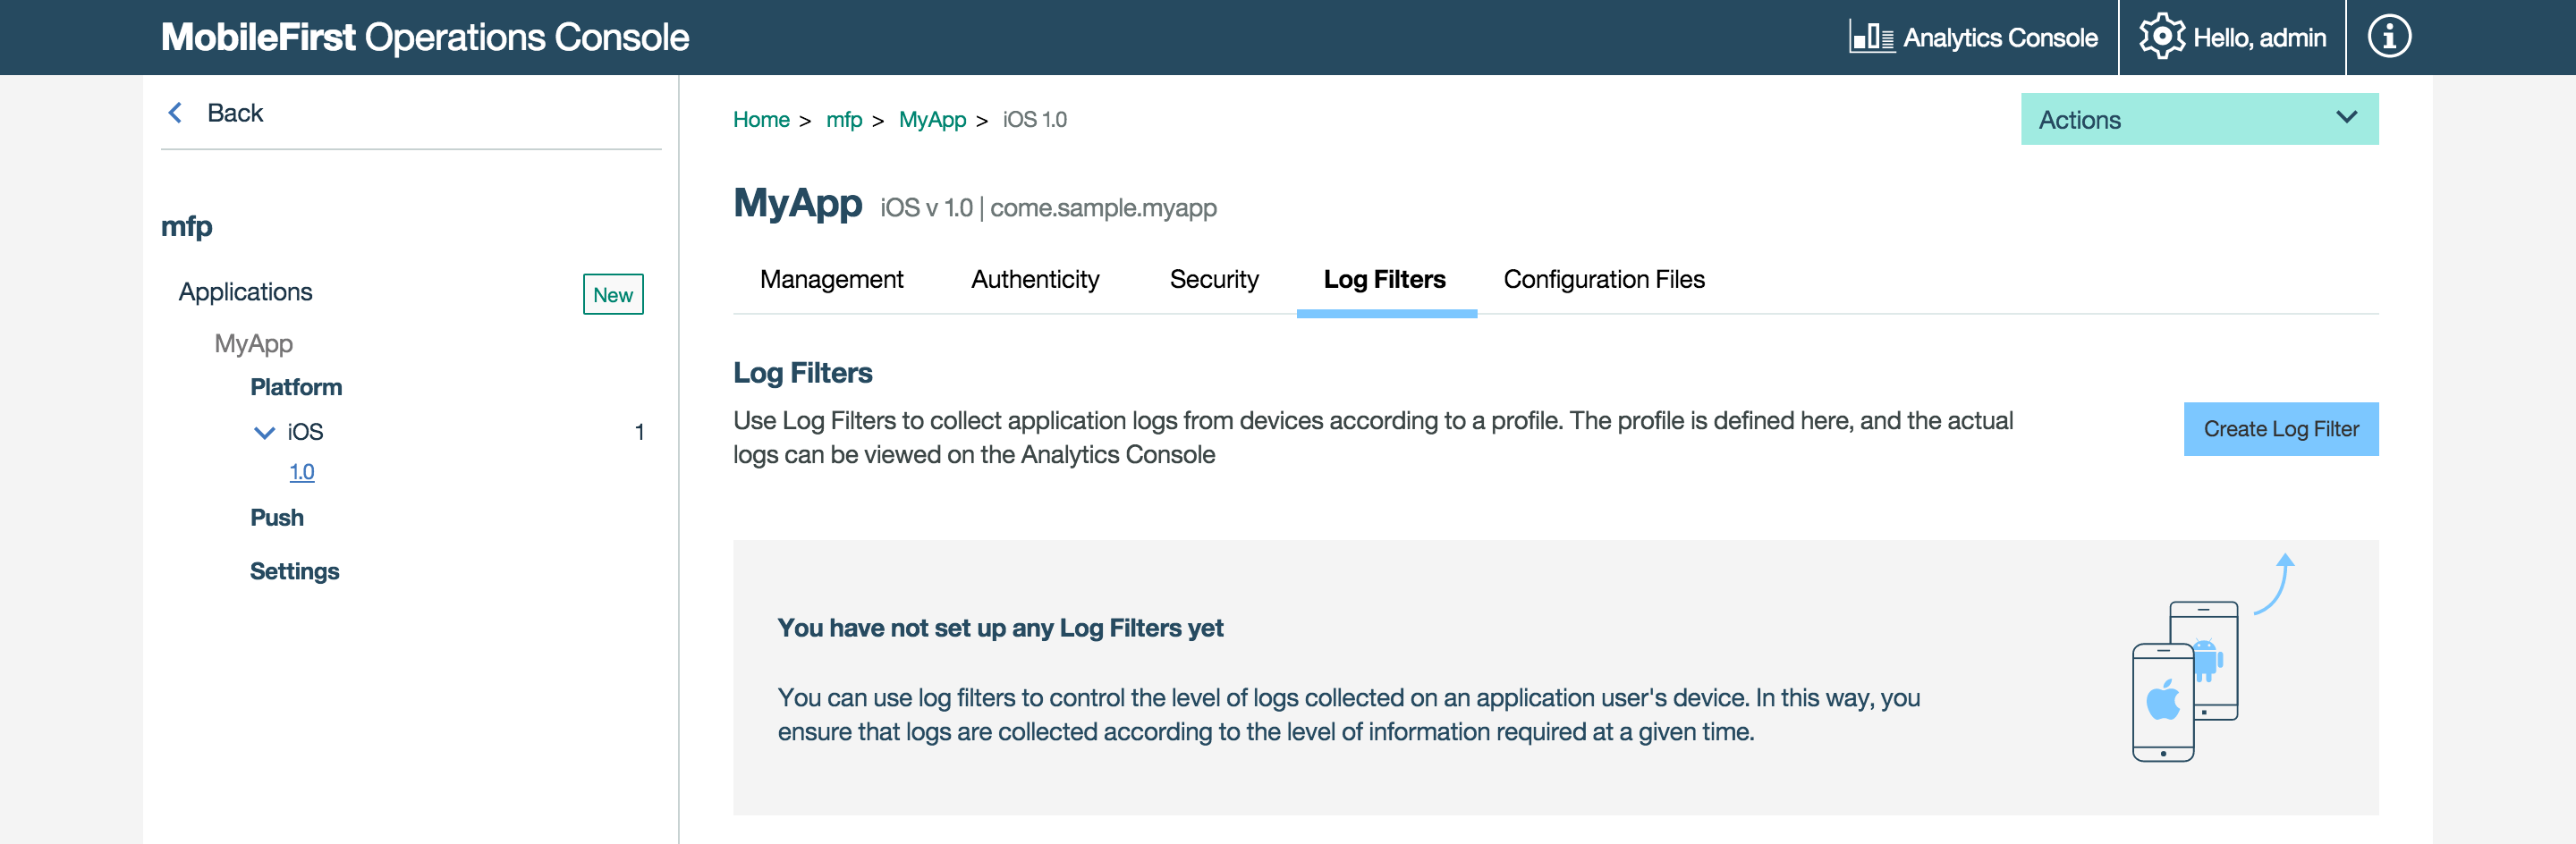 MobileFirst Operations Console
Analytics Console
Hello, admin
Back
mfp
Applications
New
MyApp
Platform
iOS 1
1.0
Push
Settings
Home > mfp > MyApp > iOS 1.0
Actions
MyApp iOS v 1.0 | come.sample.myapp
Management Authenticity Security Log Filters Configuration Files
Log Filters
Use Log Filters to collect application logs from devices according to a profile. The profile is defined here, and the actual
logs can be viewed on the Analytics Console
Create Log Filter
You have not set up any Log Filters yet
You can use log filters to control the level of logs collected on an application user's device. In this way, you
ensure that logs are collected according to the level of information required at a given time.